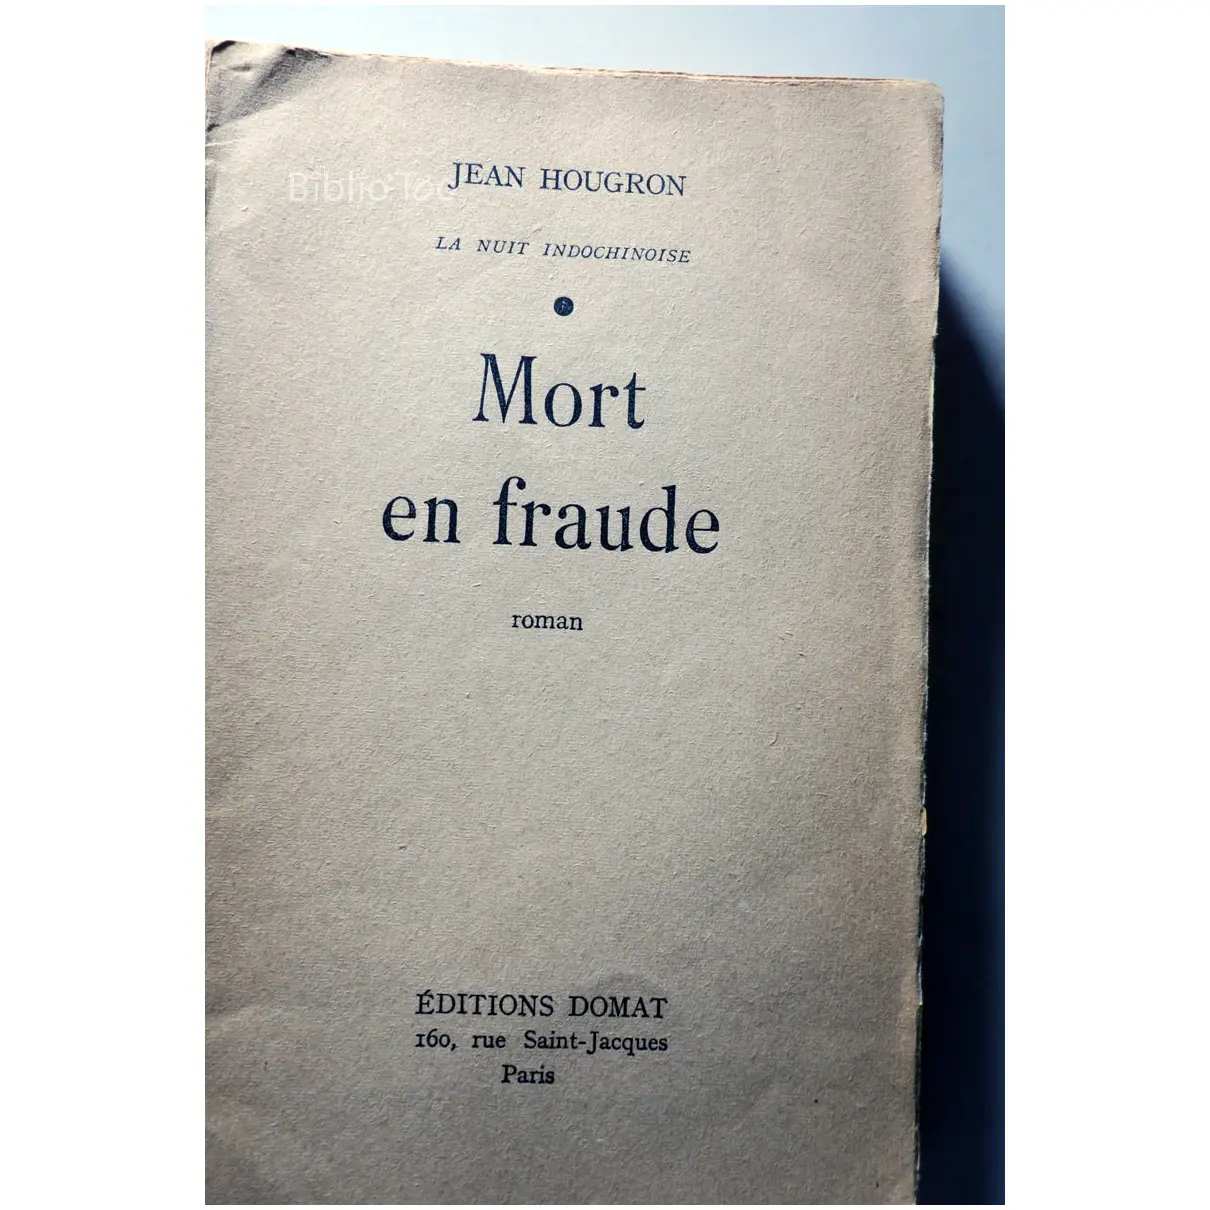 JEAN HOUGRON
LA NUIT INDOCHINOISE
Mort
en fraude
roman
ÉDITIONS DOMAT
160, rue Saint-Jacques
Paris